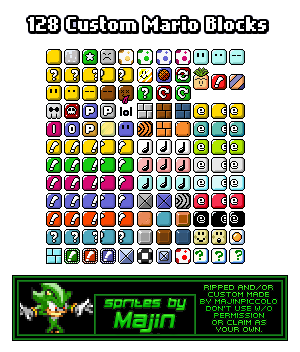 128 Custom Mario Blocks
P P lol
I O P
sprites by
Majin
RIPPED AND/OR
CUSTOM MADE
BY MAJINPICCOLO
DON'T USE W/O
PERMISSION
OR CLAIM AS
YOUR OWN.